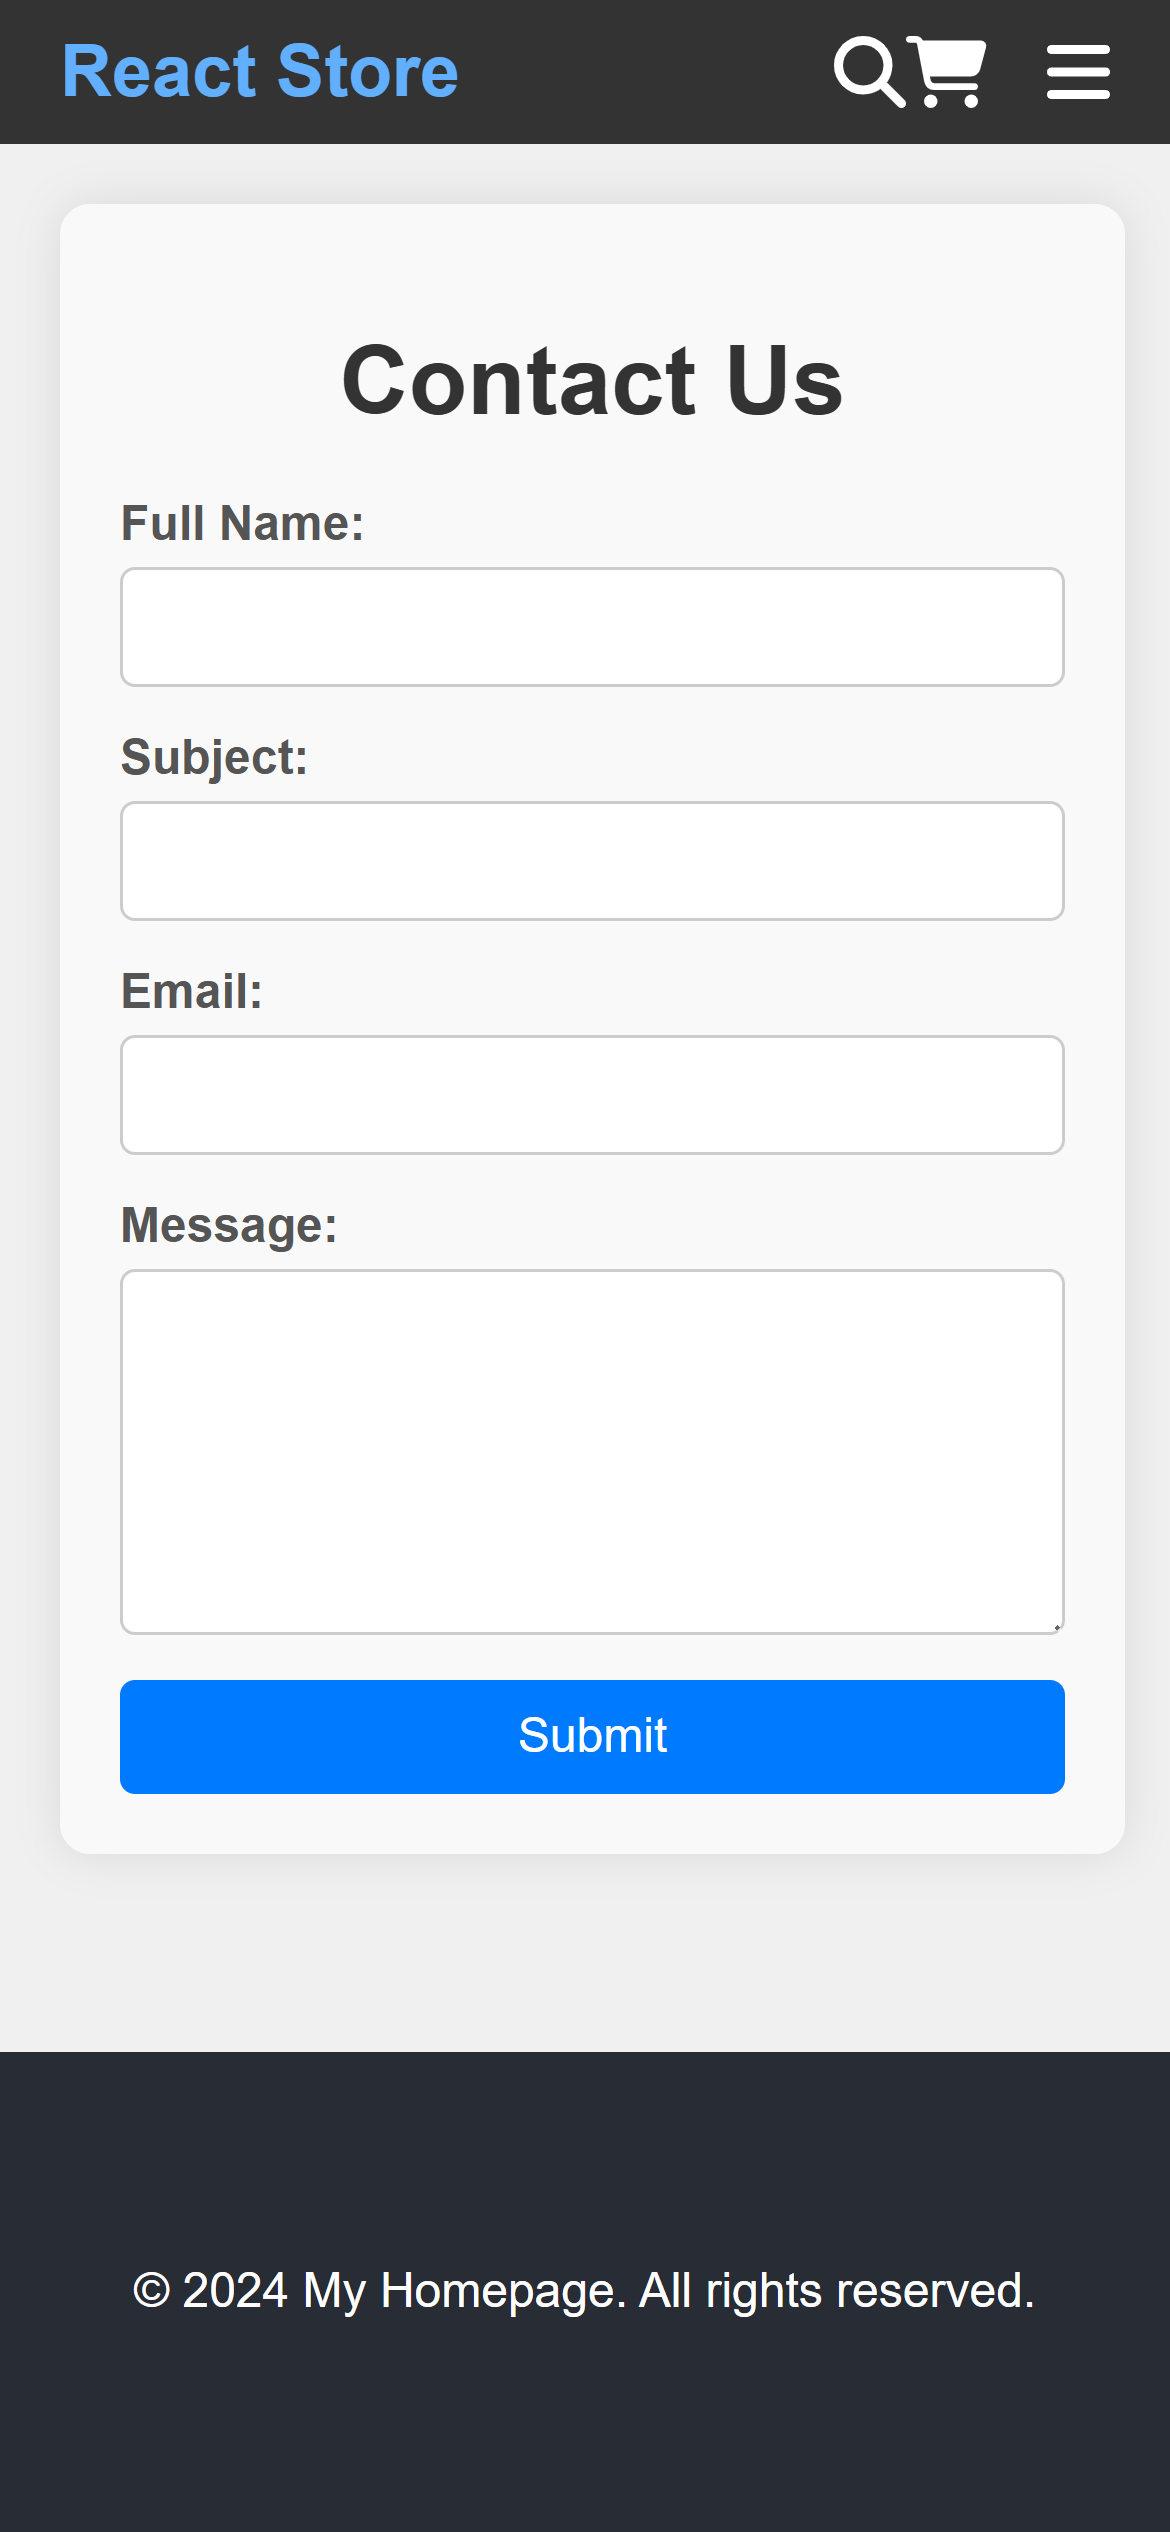 React Store
Contact Us
Full Name:
Subject:
Email:
Message:
Submit
© 2024 My Homepage. All rights reserved.